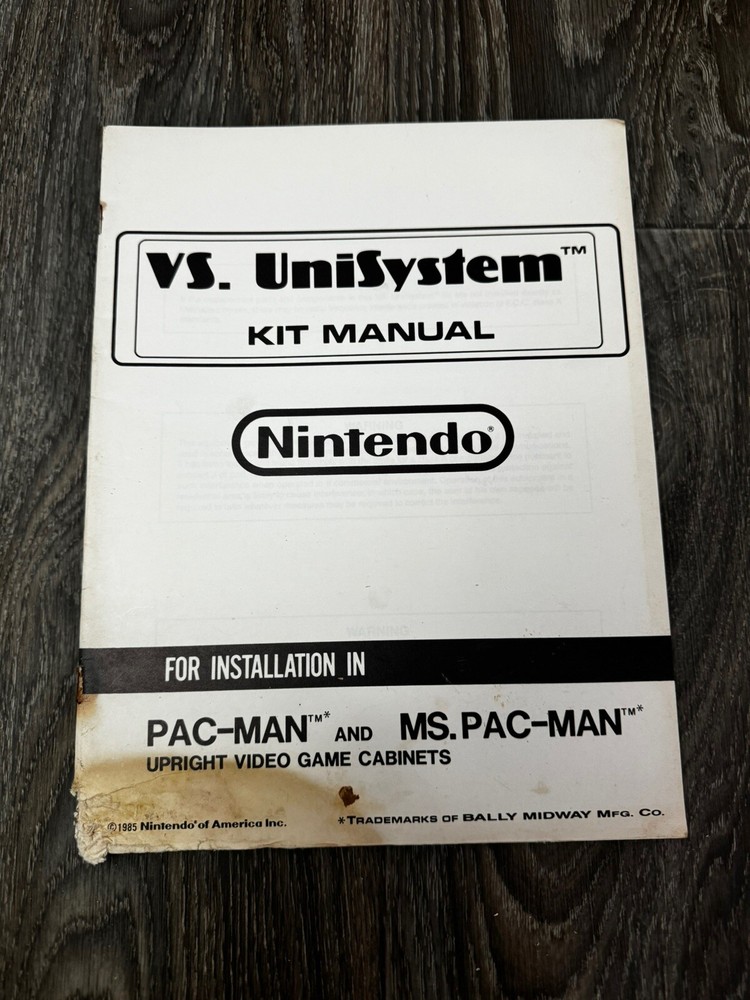 VS. UniSystem™
KIT MANUAL
Nintendo®
FOR INSTALLATION IN
PAC-MAN™* AND MS. PAC-MAN™*
UPRIGHT VIDEO GAME CABINETS
©1985 Nintendo® of America Inc.
*TRADEMARKS OF BALLY MIDWAY MFG. CO.